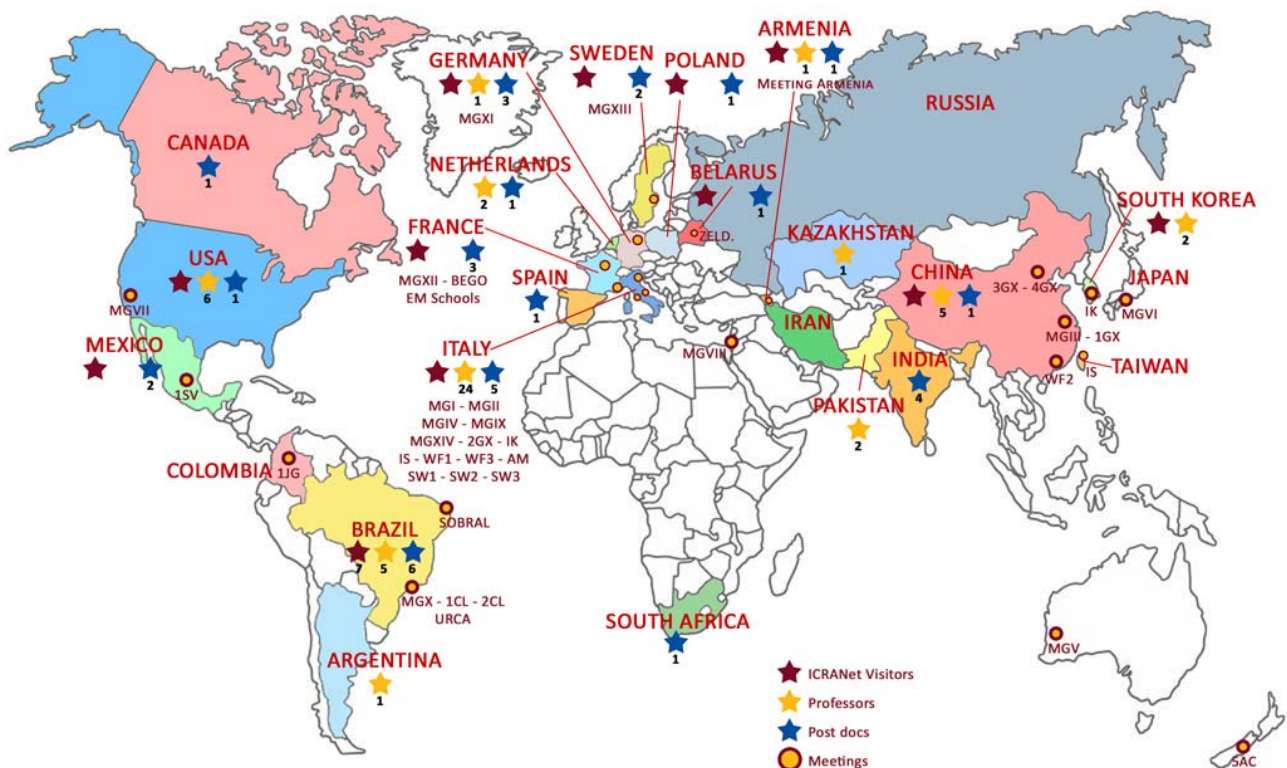 ARMENIA
1 1
MEETING ARMENIA
SWEDEN
2
MGXIII
POLAND
1
GERMANY
1 3
MGXI
RUSSIA
CANADA
1
NETHERLANDS
2 1
BELARUS
1
ZELD.
SOUTH KOREA
2
FRANCE
3
MGXII - BEGO
EM SCHOOLS
KAZAKHSTAN
1
USA
6 1
MGVII
SPAIN
1
CHINA
5 1
3GX - 4GX
IK
JAPAN
MGVI
IRAN
MGIII - 1GX
MEXICO
2
1SV
ITALY
24 5
MGI - MGII
MGIV - MGIX
MGXIV - 2GX - IK
IS - WF1 - WF3 - AM
SW1 - SW2 - SW3
MGVIII
INDIA
4
WF2
IS
TAIWAN
PAKISTAN
2
COLOMBIA
1JG
SOBRAL
BRAZIL
7 5 6
MGX - 1CL - 2CL
URCA
SOUTH AFRICA
1
MGV
ARGENTINA
1
ICRANet Visitors
Professors
Post docs
Meetings
5AC